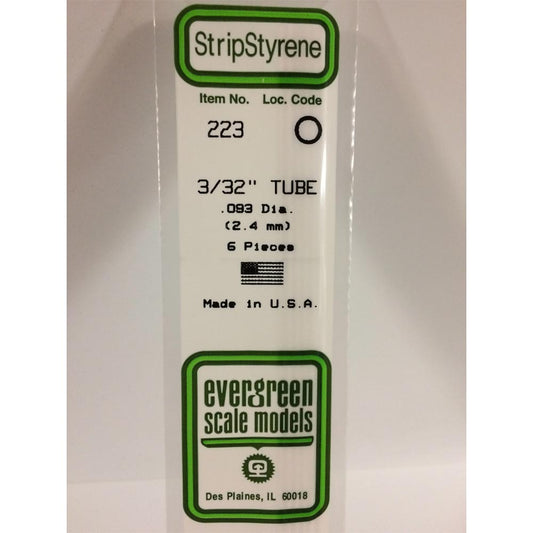 StripStyrene
Item No. Loc. Code
223
3/32" TUBE
.093 Dia.
(2.4 mm)
6 Pieces
Made in U.S.A.
evergreen
scale models
Des Plaines, IL 60018